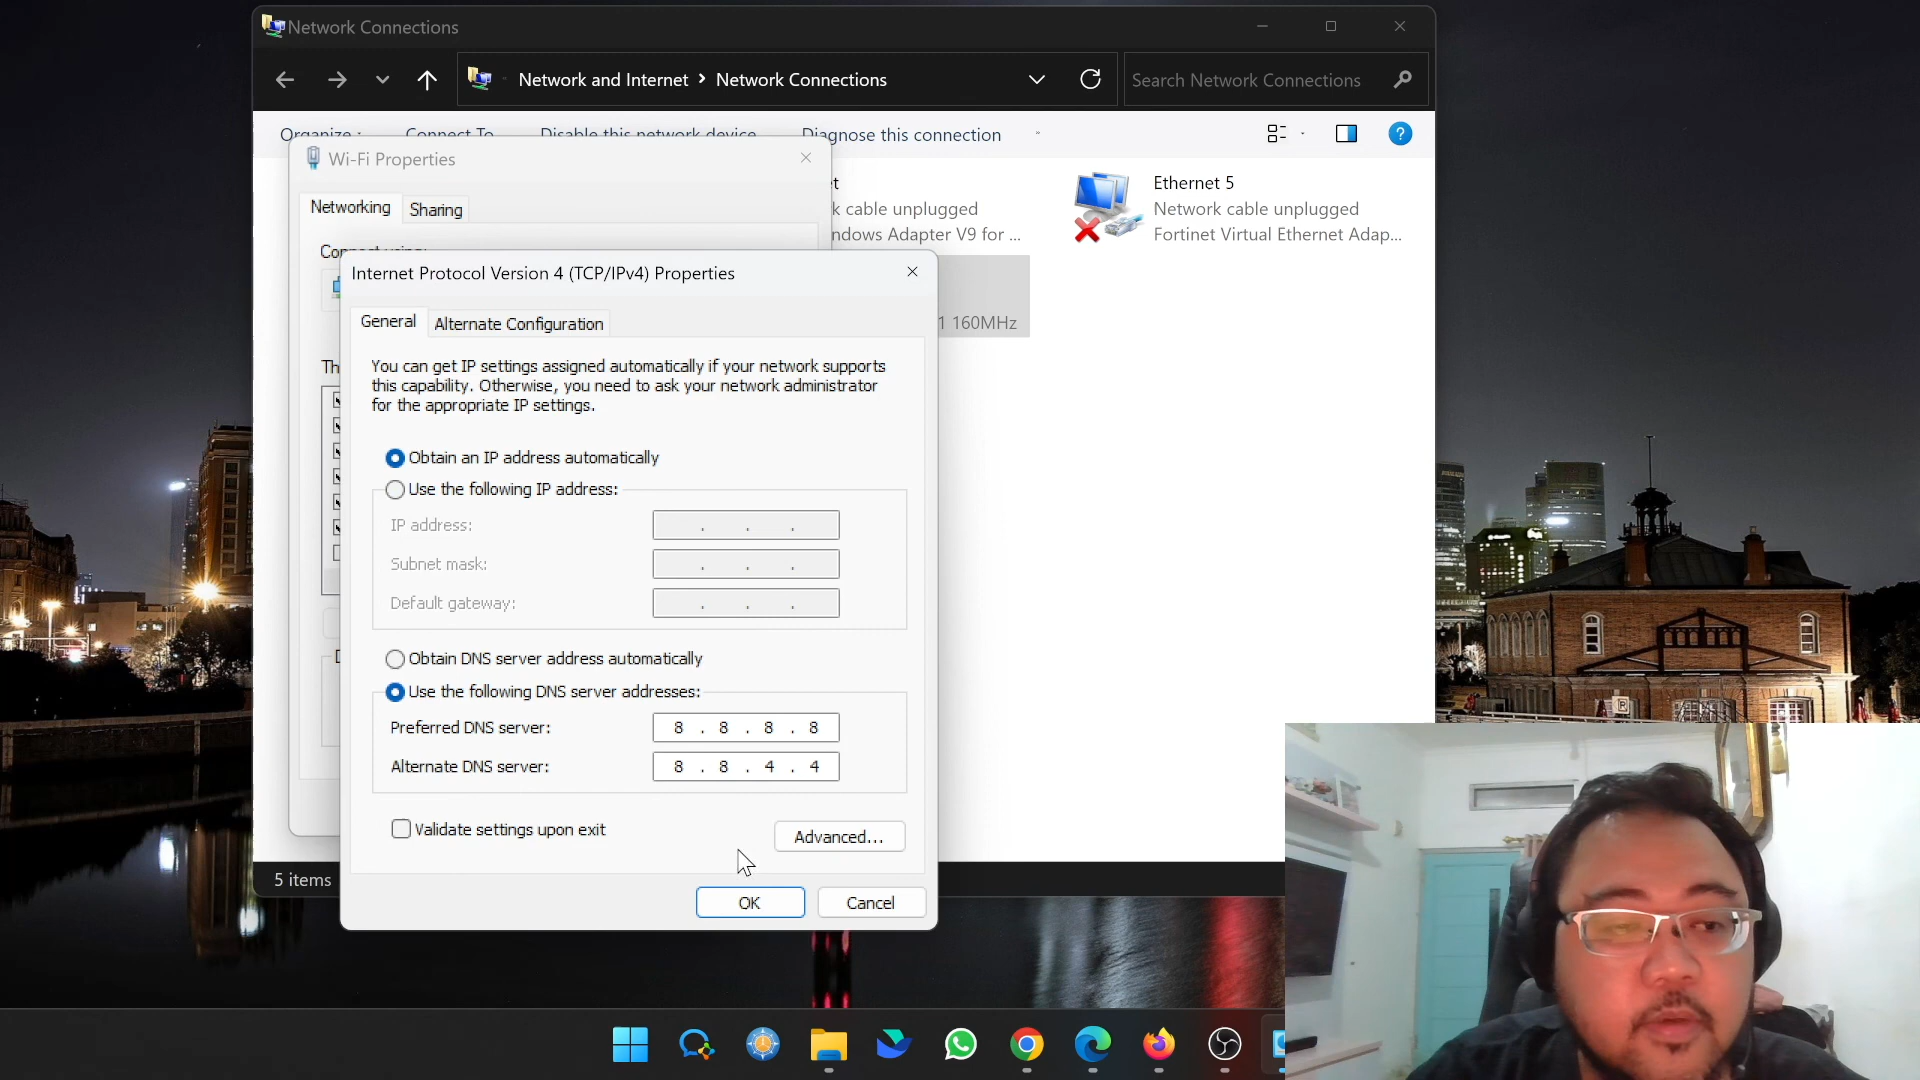 Network Connections
Network and Internet > Network Connections
Search Network Connections
Organize
Connect To
Disable this network device
Diagnose this connection
Wi-Fi Properties
Networking
Sharing
Ethernet 5
k cable unplugged
Network cable unplugged
ndows Adapter V9 for ...
Fortinet Virtual Ethernet Adap...
Internet Protocol Version 4 (TCP/IPv4) Properties
General
Alternate Configuration
1 160MHz
You can get IP settings assigned automatically if your network supports
this capability. Otherwise, you need to ask your network administrator
for the appropriate IP settings.
Obtain an IP address automatically
Use the following IP address:
IP address:
Subnet mask:
Default gateway:
Obtain DNS server address automatically
Use the following DNS server addresses:
Preferred DNS server:
8 . 8 . 8 . 8
Alternate DNS server:
8 . 8 . 4 . 4
Validate settings upon exit
Advanced...
5 items
OK
Cancel